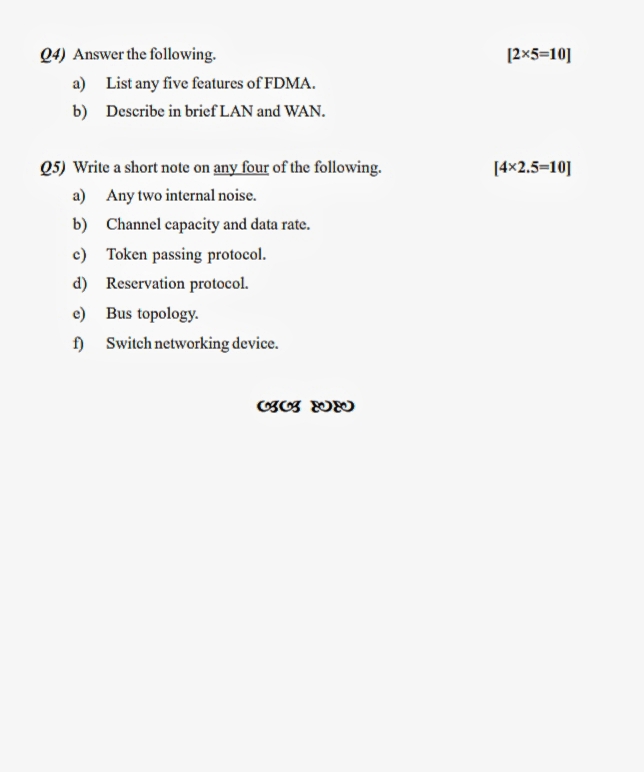 Q4) Answer the following. [2×5=10]
a) List any five features of FDMA.
b) Describe in brief LAN and WAN.
Q5) Write a short note on any four of the following. [4×2.5=10]
a) Any two internal noise.
b) Channel capacity and data rate.
c) Token passing protocol.
d) Reservation protocol.
e) Bus topology.
f) Switch networking device.